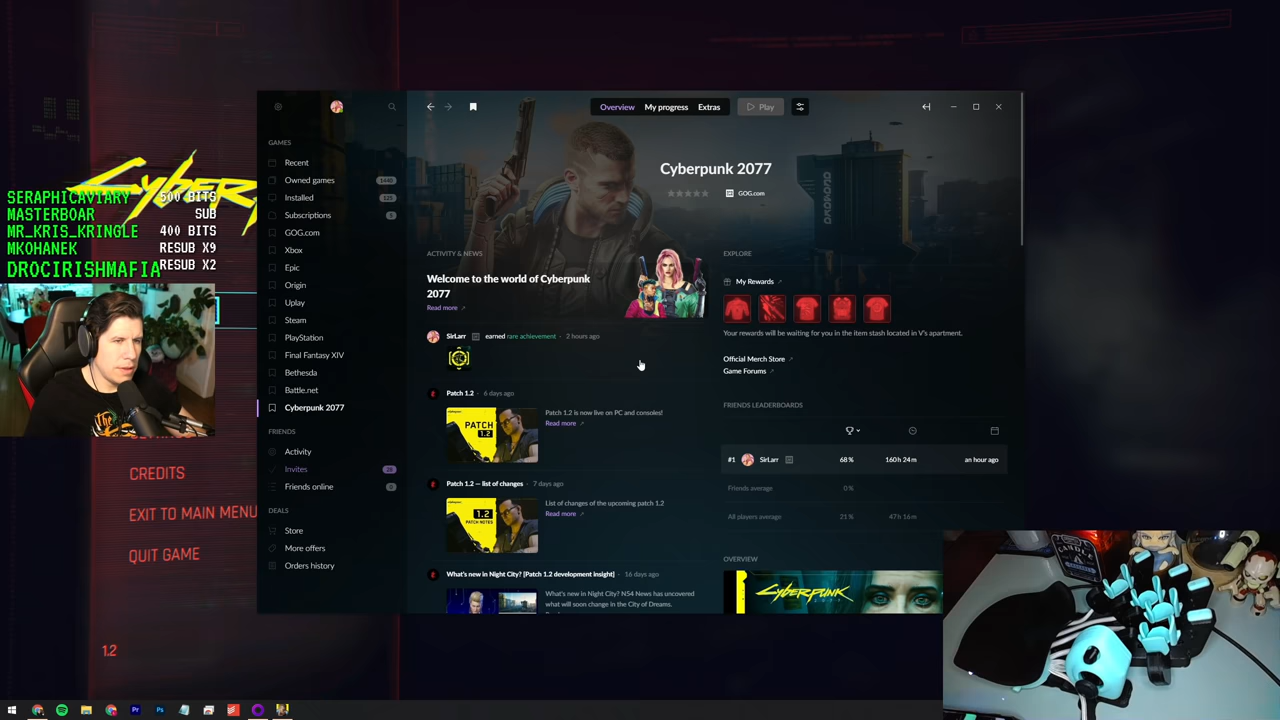 Cyberpunk
SERAPHICAVIARY 500 BITS
MASTERBOAR SUB
MR_KRIS_KRINGLE 400 BITS
MKOHANEK RESUB X9
DROCIRISHMAFIA RESUB X2
CREDITS
EXIT TO MAIN MENU
QUIT GAME
1.2
GAMES
Recent
Owned games 1440
Installed 125
Subscriptions 0
GOG.com
Xbox
Epic
Origin
Uplay
Steam
PlayStation
Final Fantasy XIV
Bethesda
Battle.net
Cyberpunk 2077
FRIENDS
Activity
Invites 28
Friends online 0
DEALS
Store
More offers
Orders history
Overview My progress Extras Play
Cyberpunk 2077
GOG.com
ACTIVITY & NEWS
Welcome to the world of Cyberpunk
2077
Read more
SirLarr earned rare achievement · 2 hours ago
Patch 1.2 · 6 days ago
PATCH
1.2
Patch 1.2 is now live on PC and consoles!
Read more
Patch 1.2 — list of changes · 7 days ago
1.2
PATCH NOTES
List of changes of the upcoming patch 1.2
Read more
What's new in Night City? [Patch 1.2 development insight] · 16 days ago
What's new in Night City? N54 News has uncovered
what will soon change in the City of Dreams.
EXPLORE
My Rewards
Your rewards will be waiting for you in the item stash located in V's apartment.
Official Merch Store
Game Forums
FRIENDS LEADERBOARDS
#1 SirLarr 68% 160h 24m an hour ago
Friends average 0%
All players average 21% 47h 16m
OVERVIEW
Cyberpunk
2077